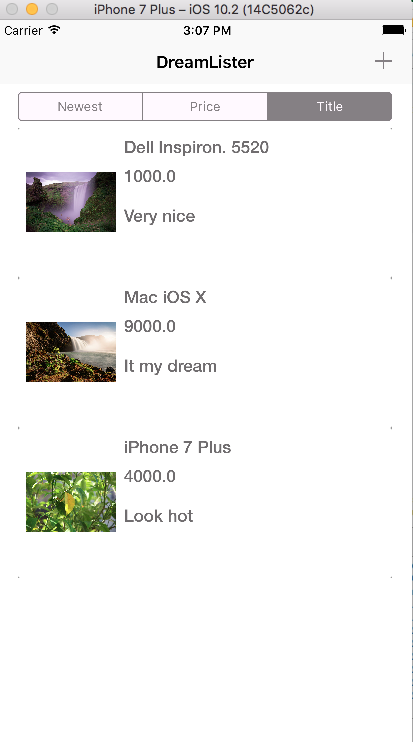 iPhone 7 Plus – iOS 10.2 (14C5062c)
Carrier 3:07 PM
DreamLister
Newest Price Title
Dell Inspiron. 5520
1000.0
Very nice
Mac iOS X
9000.0
It my dream
iPhone 7 Plus
4000.0
Look hot